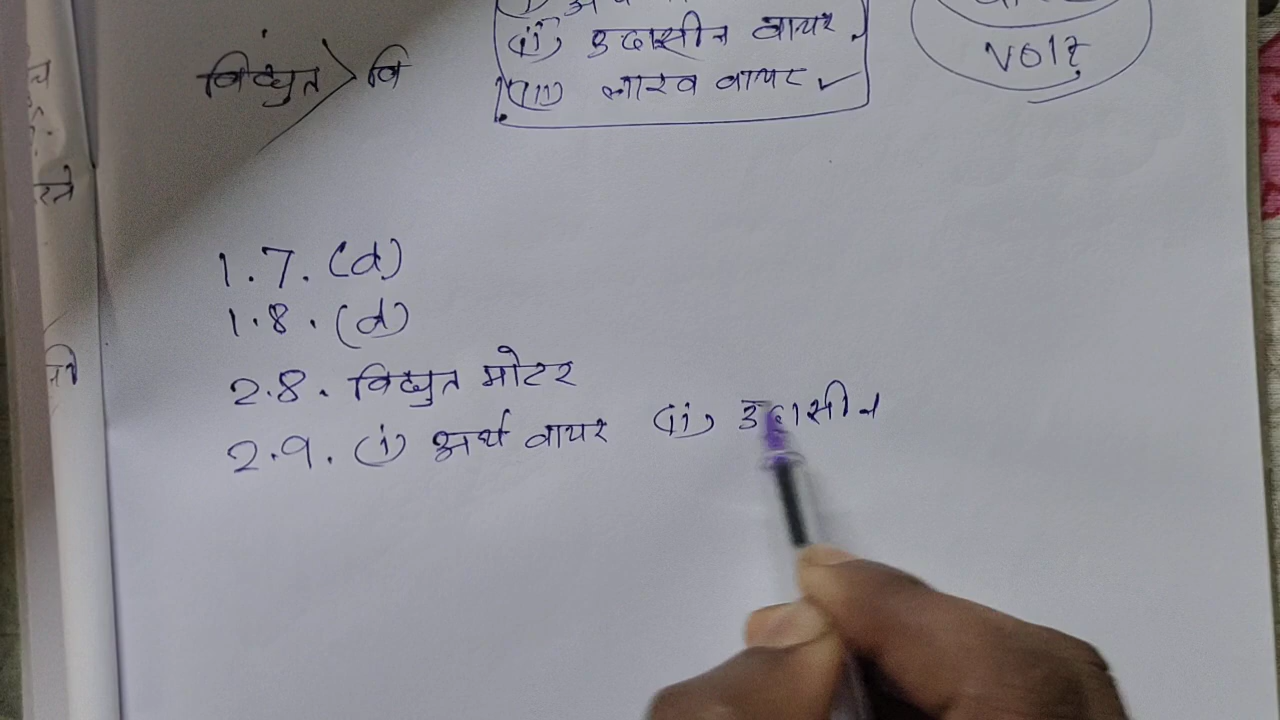 (ii) उदासीन वायर
(iii) लारव वायर ✓
विद्युत > वि
Volt
1.7. (d)
1.8. (d)
2.8. विद्युत मोटर
2.9. (i) अर्थ वायर (ii) उदासीन